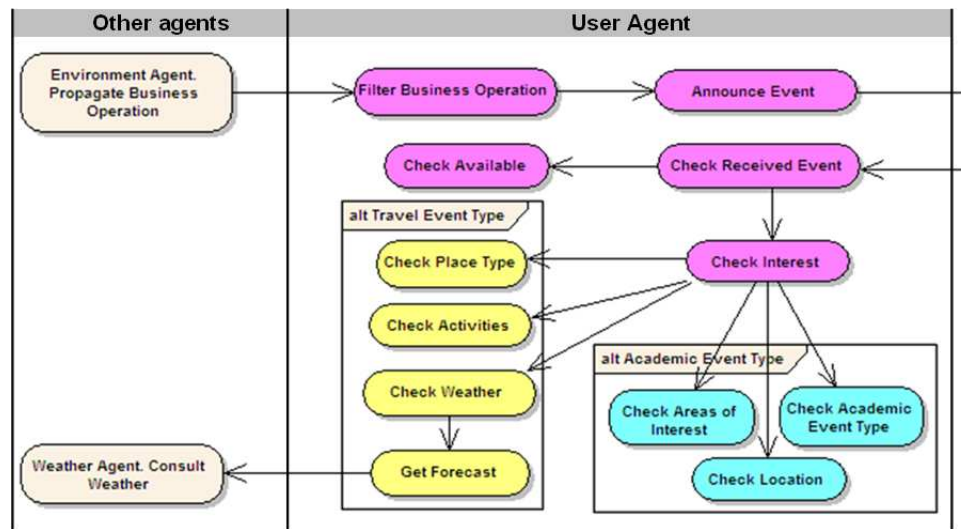 Other agents
User Agent
Environment Agent.
Propagate Business
Operation
Filter Business Operation
Announce Event
Check Available
Check Received Event
alt Travel Event Type
Check Place Type
Check Interest
Check Activities
alt Academic Event Type
Check Weather
Check Areas of
Interest
Check Academic
Event Type
Weather Agent. Consult
Weather
Get Forecast
Check Location